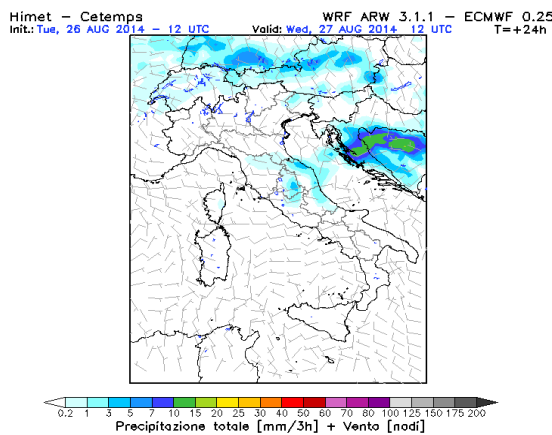 Himet – Cetemps WRF ARW 3.1.1 – ECMWF 0.25
Init.: Tue, 26 AUG 2014 – 12 UTC Valid: Wed, 27 AUG 2014 12 UTC T=+24h
0.2 1 3 5 7 10 15 20 25 30 40 50 60 70 80 100 125 150 175 200
Precipitazione totale [mm/3h] + Vento [nodi]